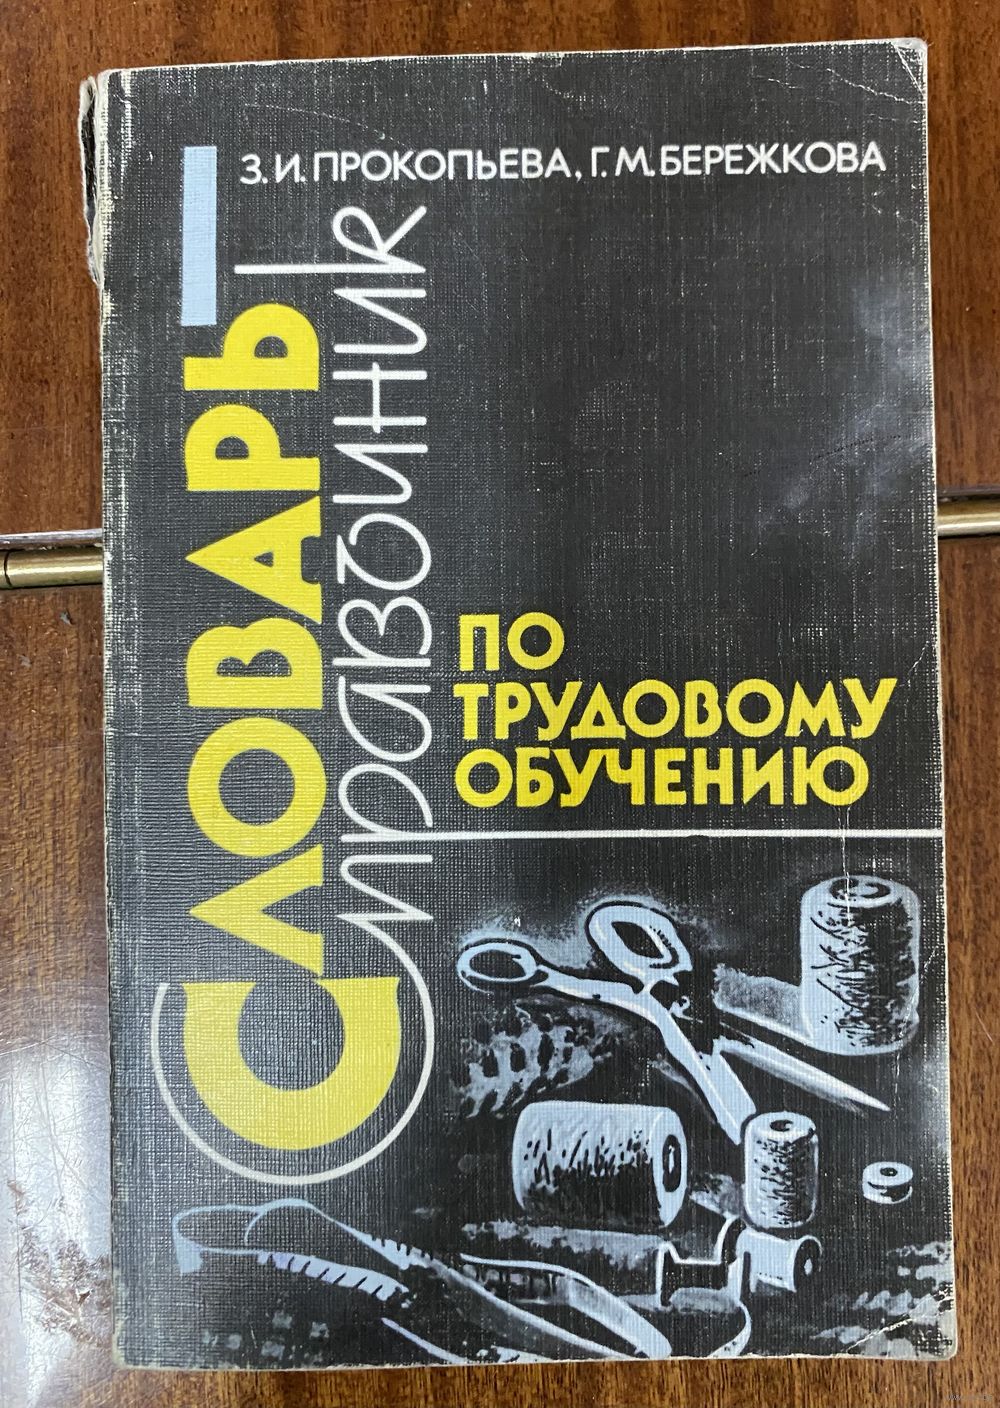 З.И.ПРОКОПЬЕВА, Г.М.БЕРЕЖКОВА
СЛОВАРЬ—
Справочник
ПО
ТРУДОВОМУ
ОБУЧЕНИЮ